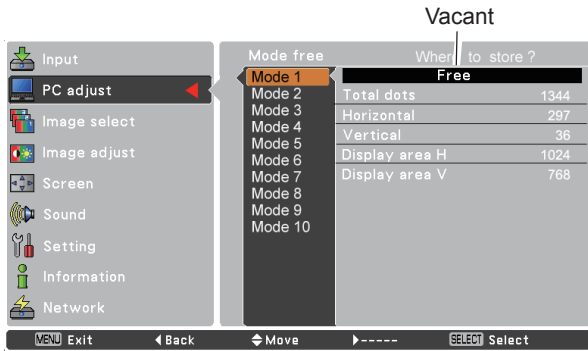 Vacant
Input
PC adjust
Image select
Image adjust
Screen
Sound
Setting
Information
Network
Mode free
Where to store ?
Mode 1
Mode 2
Mode 3
Mode 4
Mode 5
Mode 6
Mode 7
Mode 8
Mode 9
Mode 10
Free
Total dots 1344
Horizontal 297
Vertical 36
Display area H 1024
Display area V 768
MENU Exit Back Move ----- SELECT Select